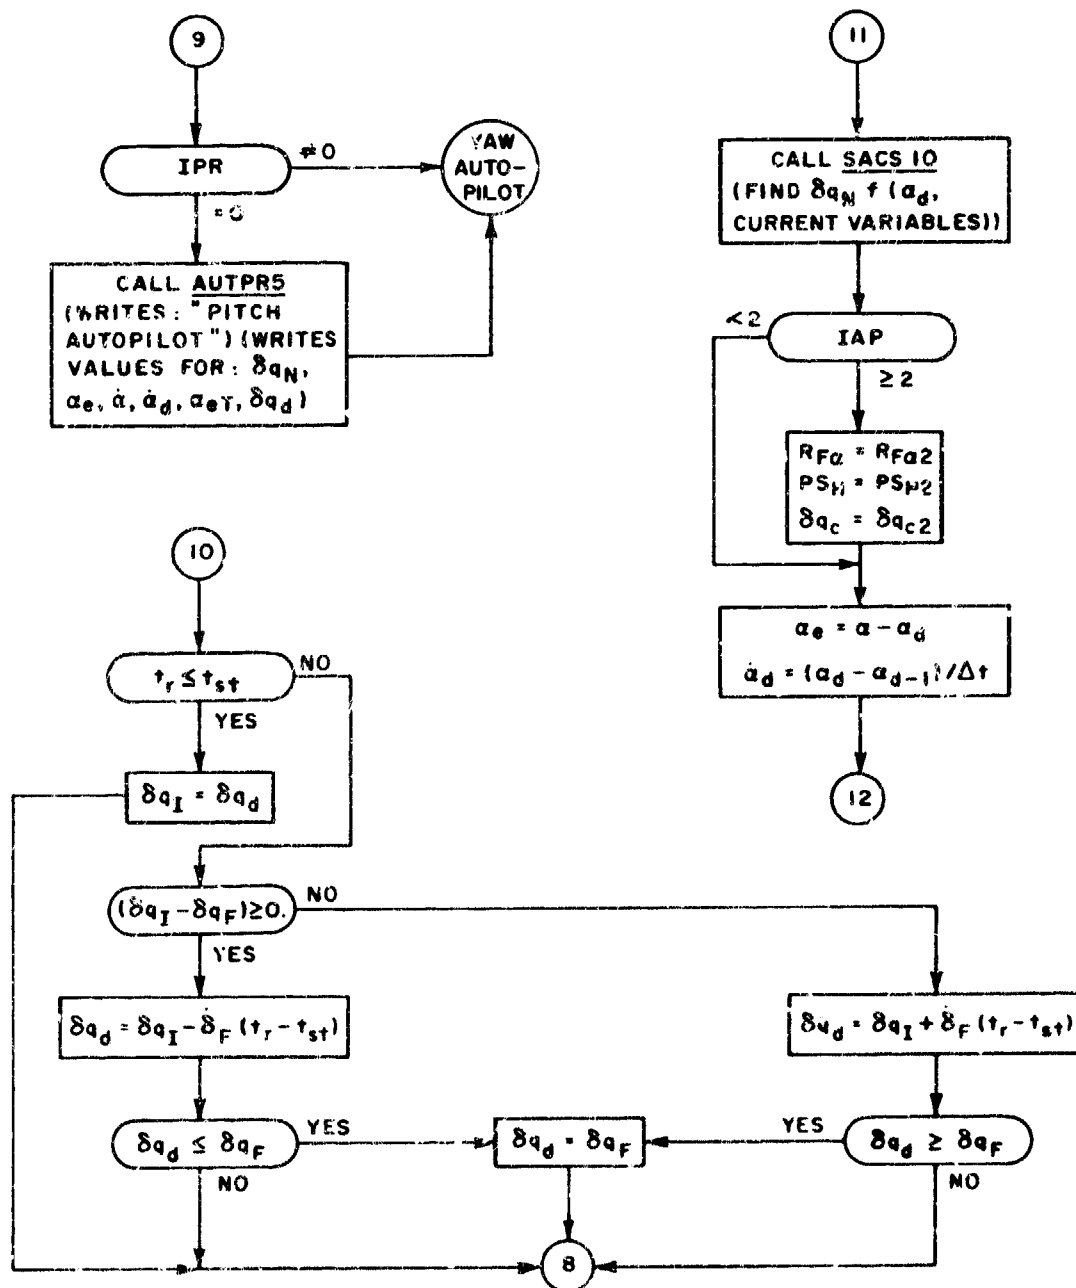 9
IPR
≠0
=0
YAW
AUTO-
PILOT
CALL AUTPR5
(WRITES: "PITCH
AUTOPILOT") (WRITES
VALUES FOR: δq_N,
α_e, α̇, α̇_d, α_eT, δq_d)
10
t_r ≤ t_st
NO
YES
δq_I = δq_d
(δq_I - δq_F) ≥ 0.
NO
YES
δq_d = δq_I - δ̇_F (t_r - t_st)
δq_d ≤ δq_F
YES
NO
δq_d = δq_F
8
δq_d = δq_I + δ̇_F (t_r - t_st)
δq_d ≥ δq_F
YES
NO
11
CALL SACS 10
(FIND δq_N f (α_d,
CURRENT VARIABLES))
IAP
<2
≥2
R_Fα = R_Fα2
δq_c = δq_c2
α_e = α - α_d
α̇_d = (α_d - α_d-1)/Δt
12